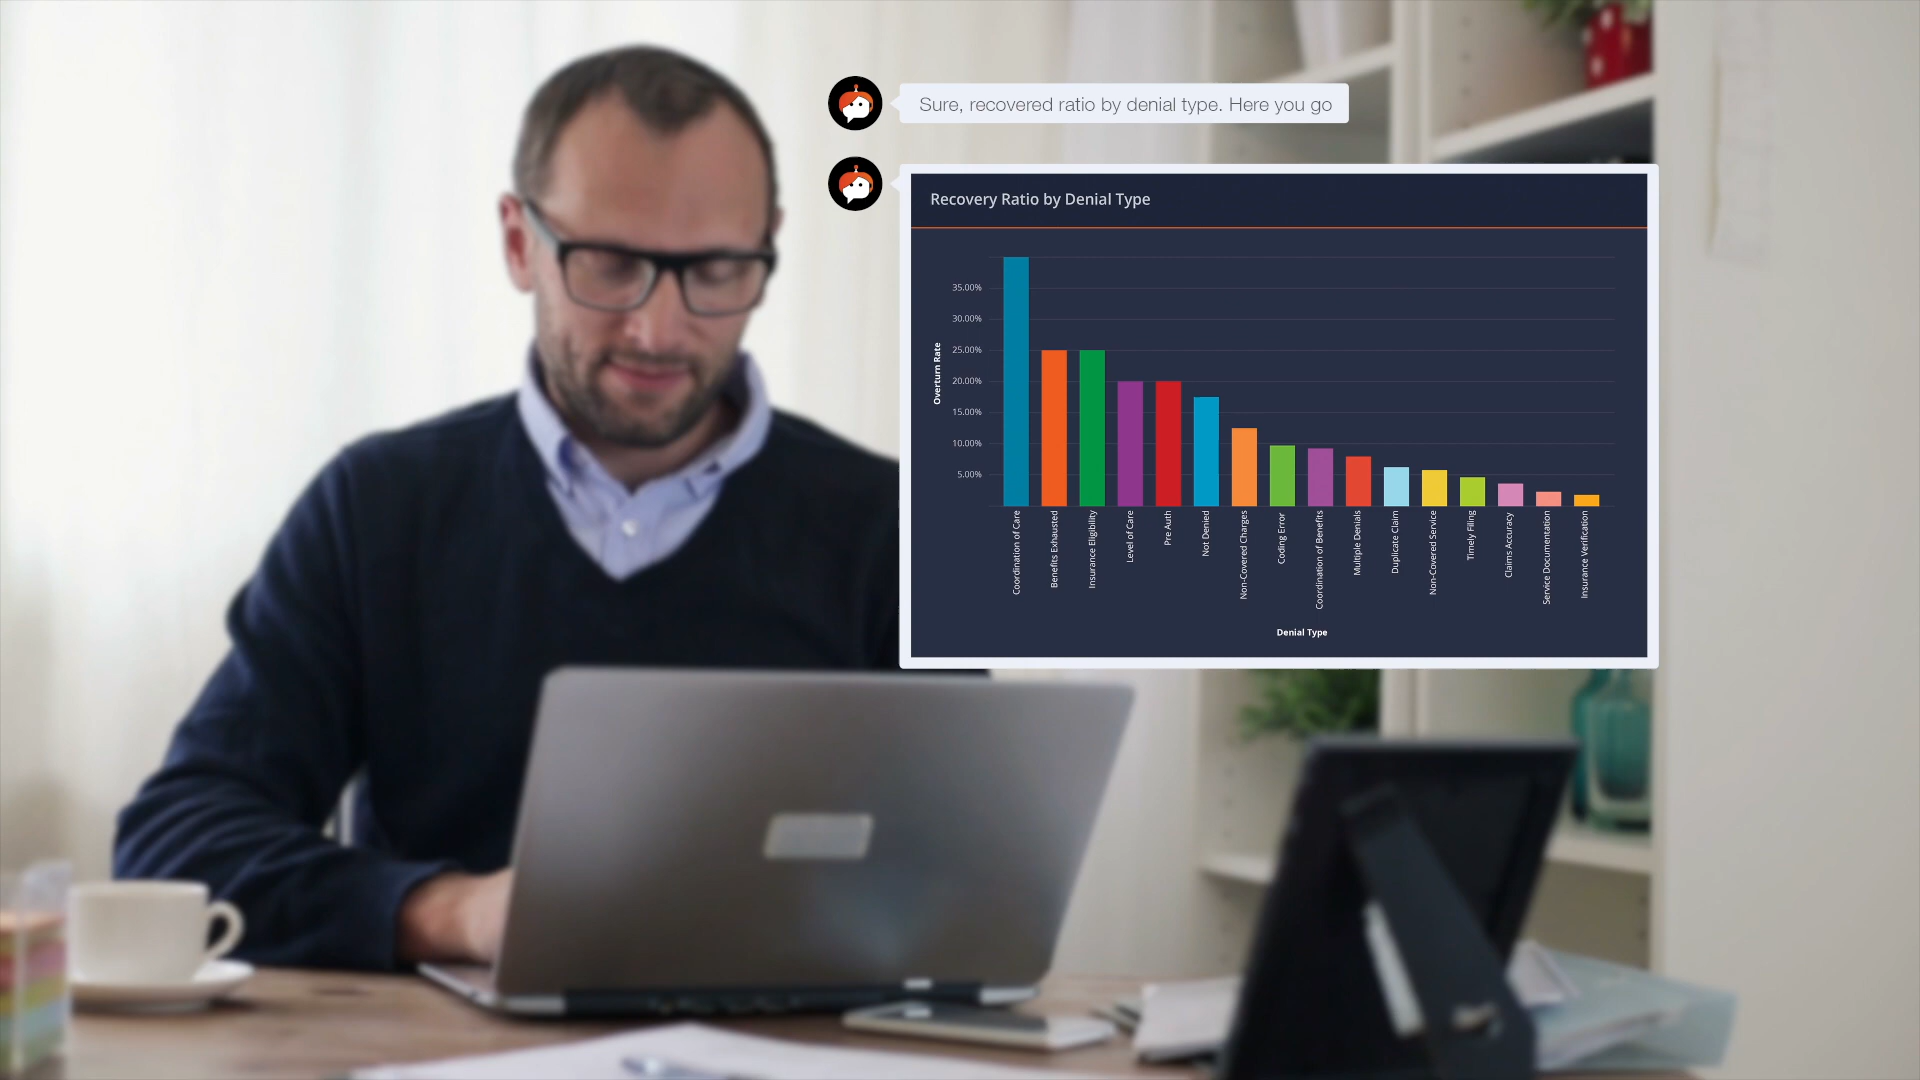 Sure, recovered ratio by denial type. Here you go
Recovery Ratio by Denial Type
Overturn Rate
35.00%
30.00%
25.00%
20.00%
15.00%
10.00%
5.00%
Coordination of Care
Benefits Exhausted
Insurance Eligibility
Level of Care
Pre Auth
Not Denied
Non-Covered Charges
Coding Error
Coordination of Benefits
Multiple Denials
Duplicate Claim
Non-Covered Service
Timely Filing
Claims Accuracy
Service Documentation
Insurance Verification
Denial Type